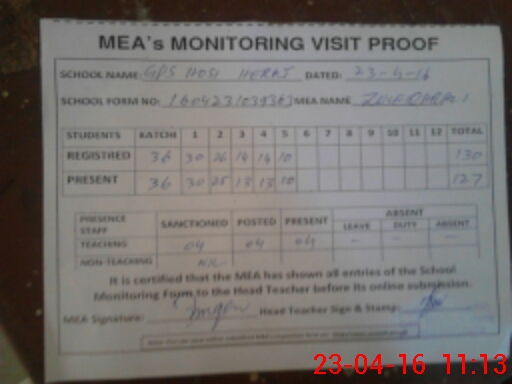 MEA's MONITORING VISIT PROOF
SCHOOL NAME: GPS HOSI HERAJ DATED: 23-4-16
SCHOOL FORM NO: MEA NAME
STUDENTS KATCHI 1 2 3 4 5 6 7 8 9 10 11 12 TOTAL
REGISTRED 36 30 26 14 14 10 130
PRESENT 36 30 25 13 13 10 127
PRESENCE STAFF SANCTIONED POSTED PRESENT ABSENT
LEAVE DUTY ABSENT
TEACHING 04 04 04 - - -
NON-TEACHING NIL
It is certified that the MEA has shown all entries of the School
Monitoring Form to the Head Teacher before its online submission.
MEA Signature: Head Teacher Sign & Stamp:
23-04-16 11:13